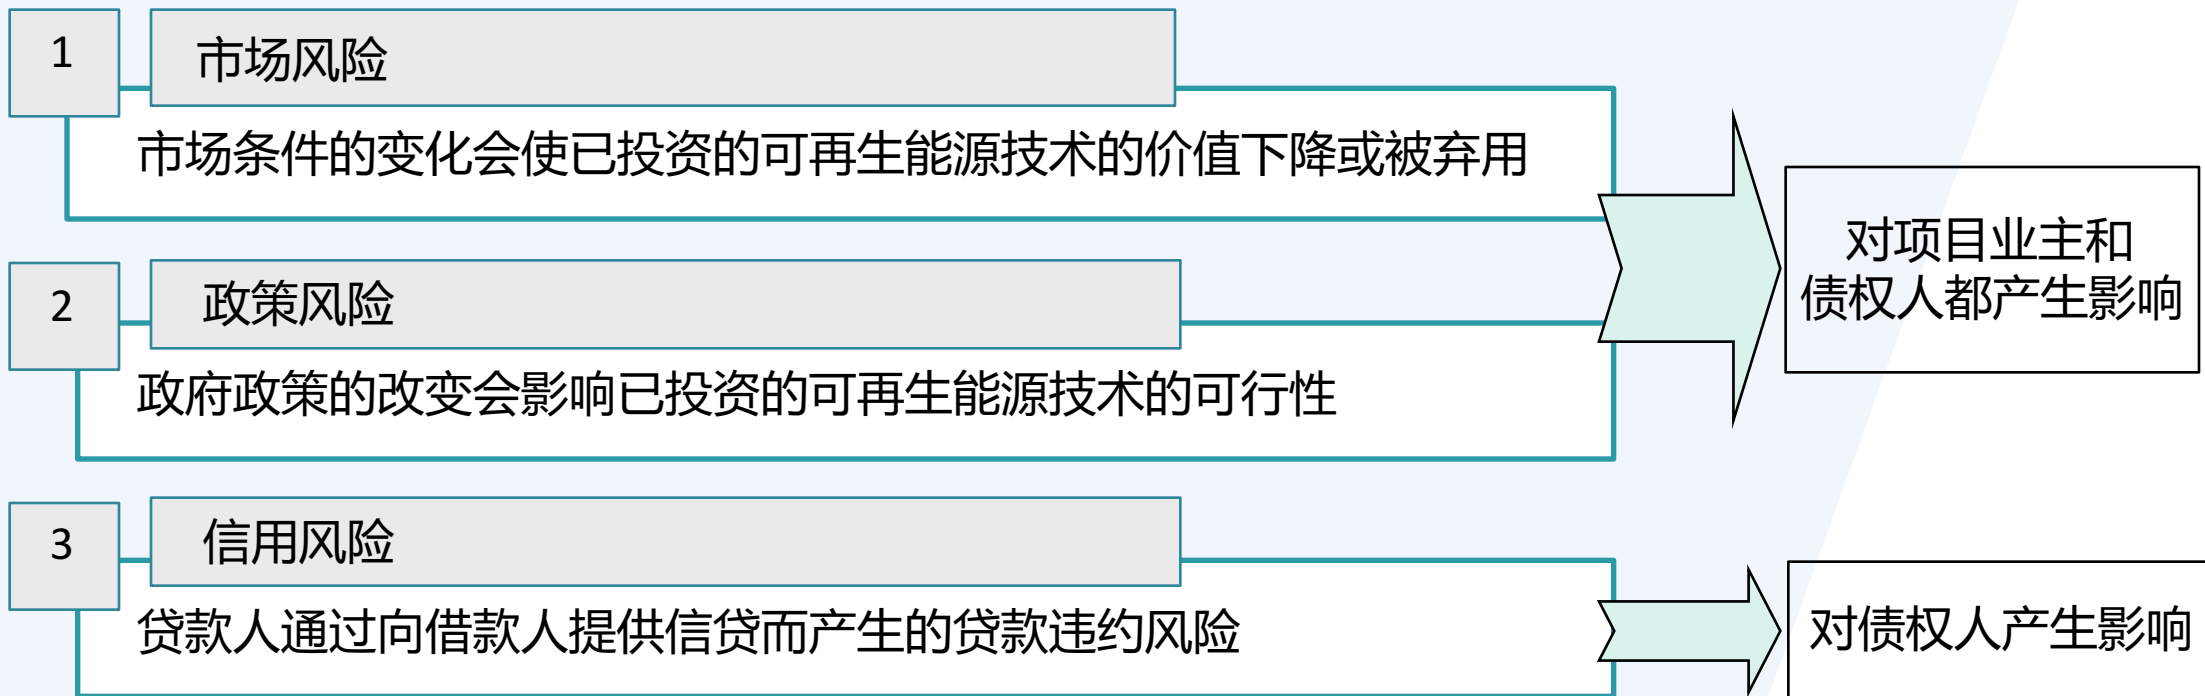 1
市场风险
市场条件的变化会使已投资的可再生能源技术的价值下降或被弃用
2
政策风险
政府政策的改变会影响已投资的可再生能源技术的可行性
对项目业主和
债权人都产生影响
3
信用风险
贷款人通过向借款人提供信贷而产生的贷款违约风险
对债权人产生影响